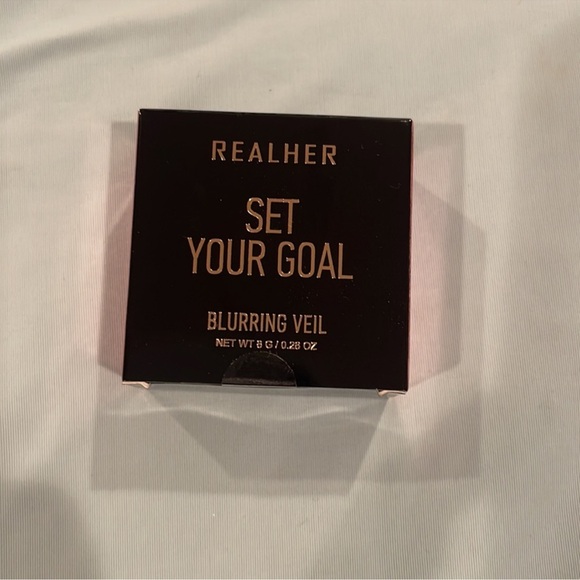 REALHER
SET
YOUR GOAL
BLURRING VEIL
NET WT 8 G / 0.28 OZ